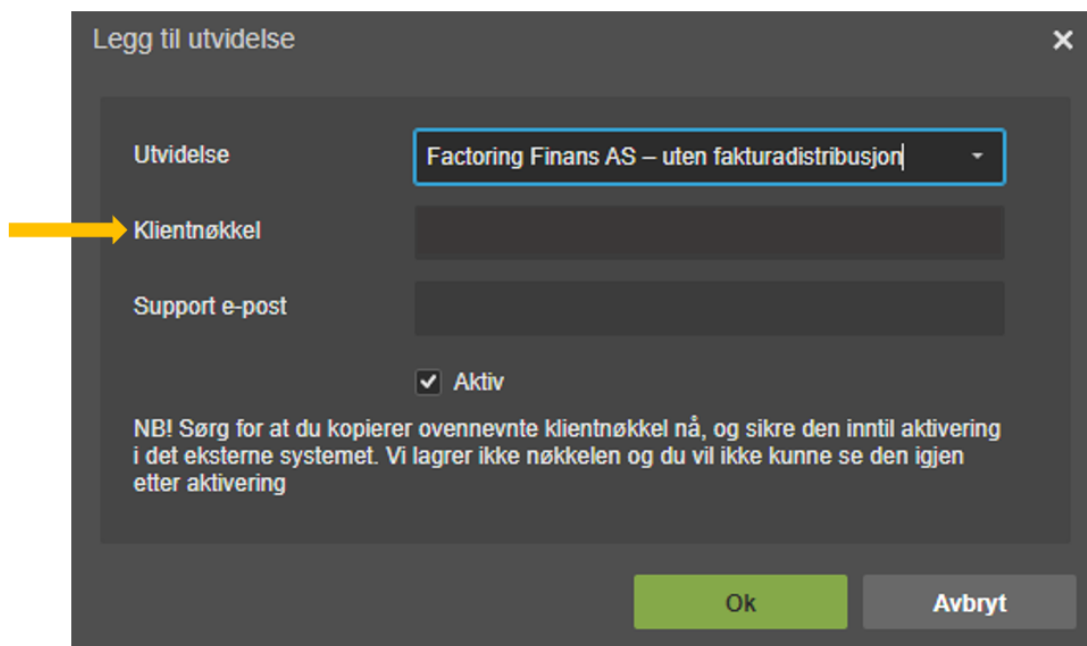 Legg til utvidelse
Utvidelse
Factoring Finans AS – uten fakturadistribusjon
Klientnøkkel
Support e-post
Aktiv
NB! Sørg for at du kopierer ovennevnte klientnøkkel nå, og sikre den inntil aktivering
i det eksterne systemet. Vi lagrer ikke nøkkelen og du vil ikke kunne se den igjen
etter aktivering
Ok
Avbryt